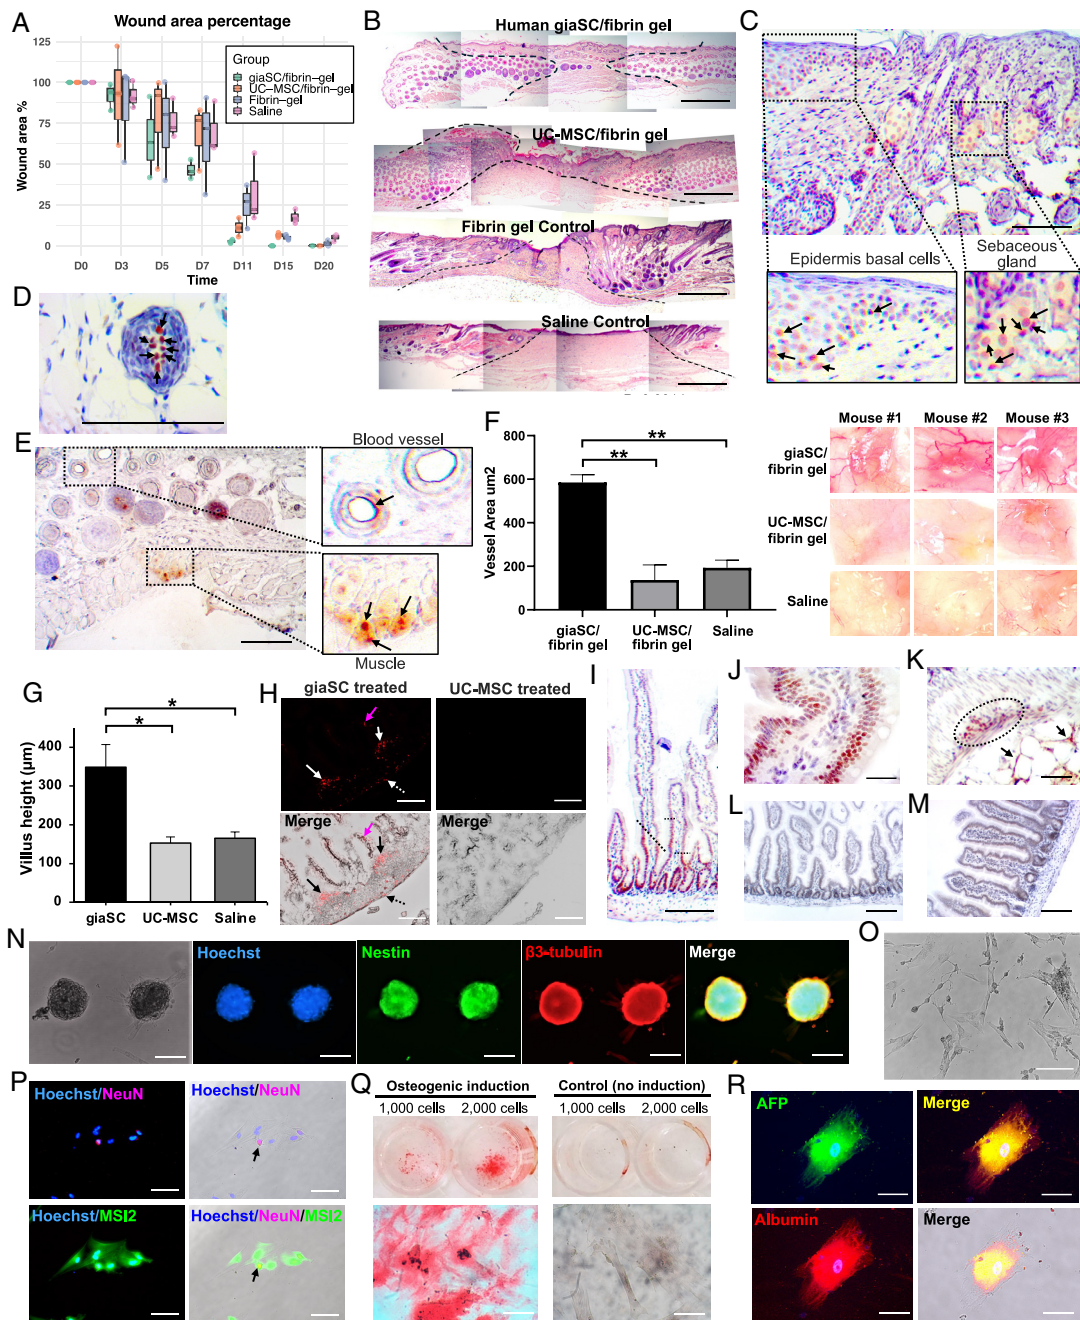 A
Wound area percentage
125
100
75
50
25
0
Wound area %
D0
D3
D5
D7
D11
D15
D20
Time
Group
giaSC/fibrin–gel
UC–MSC/fibrin–gel
Fibrin–gel
Saline
B
Human giaSC/fibrin gel
UC-MSC/fibrin gel
Fibrin gel Control
Saline Control
C
Epidermis basal cells
Sebaceous
gland
D
E
Blood vessel
Muscle
F
800
600
400
200
0
Vessel Area um2
**
**
giaSC/
fibrin gel
UC-MSC/
fibrin gel
Saline
Mouse #1
Mouse #2
Mouse #3
giaSC/
fibrin gel
UC-MSC/
fibrin gel
Saline
G
400
300
200
100
0
Villus height (μm)
*
*
giaSC
UC-MSC
Saline
H
giaSC treated
UC-MSC treated
Merge
Merge
I
J
K
L
M
N
Hoechst
Nestin
β3-tubulin
Merge
O
P
Hoechst/NeuN
Hoechst/NeuN
Hoechst/MSI2
Hoechst/NeuN/MSI2
Q
Osteogenic induction
Control (no induction)
1,000 cells
2,000 cells
1,000 cells
2,000 cells
R
AFP
Merge
Albumin
Merge